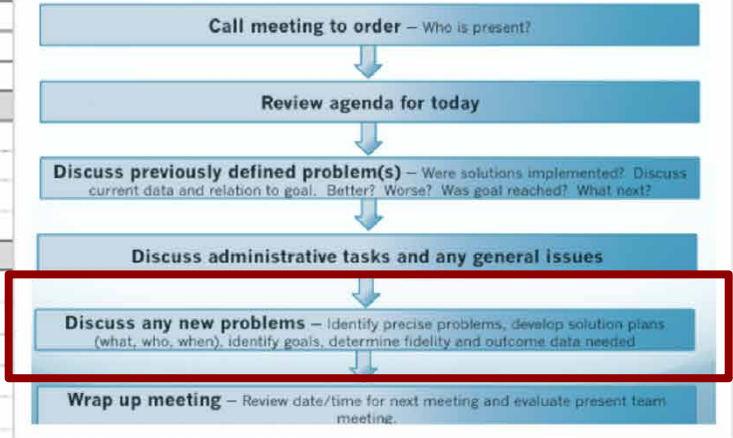 Call meeting to order – Who is present?
Review agenda for today
Discuss previously defined problem(s) – Were solutions implemented? Discuss
current data and relation to goal. Better? Worse? Was goal reached? What next?
Discuss administrative tasks and any general issues
Discuss any new problems – Identify precise problems, develop solution plans
(what, who, when), identify goals, determine fidelity and outcome data needed
Wrap up meeting – Review date/time for next meeting and evaluate present team
meeting.